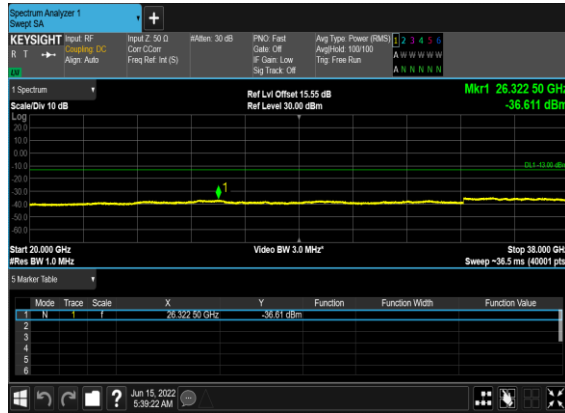 Spectrum Analyzer 1
Swept SA
+
KEYSIGHT Input: RF Input Z: 50 Ω #Atten: 30 dB PNO: Fast Avg Type: Power (RMS) 1 2 3 4 5 6
R T Coupling: DC Corr CCorr Gate: Off Avg|Hold: 100/100 A W W W W W
Align: Auto Freq Ref: Int (S) IF Gain: Low Trig: Free Run
Sig Track: Off A N N N N N
1 Spectrum
Ref Lvl Offset 15.55 dB Mkr1 26.322 50 GHz
Scale/Div 10 dB Ref Level 30.00 dBm -36.611 dBm
Log
20.0
10.0
0.00
-10.0
DL1 -13.00 dBm
-20.0
1
-30.0
-40.0
-50.0
-60.0
Start 20.000 GHz Video BW 3.0 MHz* Stop 38.000 GHz
#Res BW 1.0 MHz Sweep ~36.5 ms (40001 pts)
5 Marker Table
Mode Trace Scale X Y Function Function Width Function Value
1 N 1 f 26.322 50 GHz -36.61 dBm
2
3
4
5
6
? Jun 15, 2022
5:39:22 AM